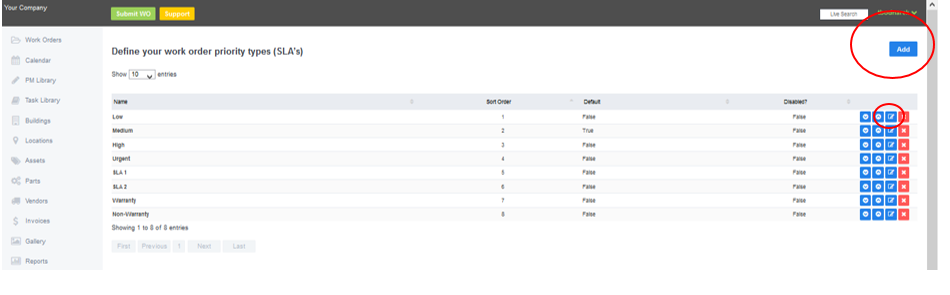 Your Company
Submit WO Support Live Search
Work Orders
Calendar
PM Library
Task Library
Buildings
Locations
Assets
Parts
Vendors
Invoices
Gallery
Reports
Define your work order priority types (SLA's)
Add
Show 10 entries
Name Sort Order Default Disabled?
Low 1 False False
Medium 2 True False
High 3 False False
Urgent 4 False False
SLA 1 5 False False
SLA 2 6 False False
Warranty 7 False False
Non-Warranty 8 False False
Showing 1 to 8 of 8 entries
First Previous 1 Next Last